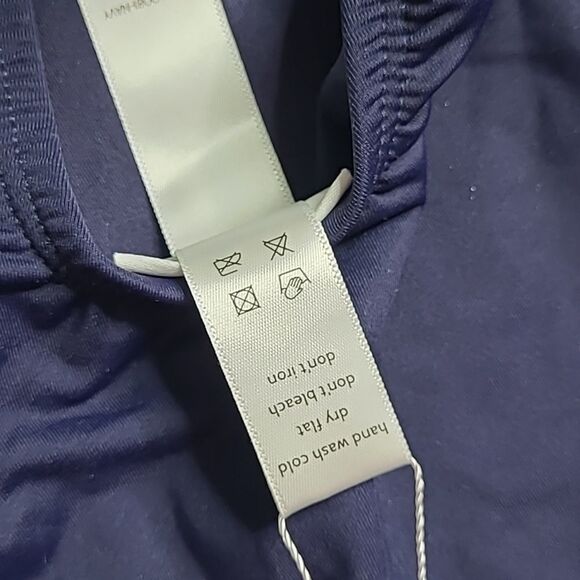 hand wash cold
dry flat
don't bleach
don't iron